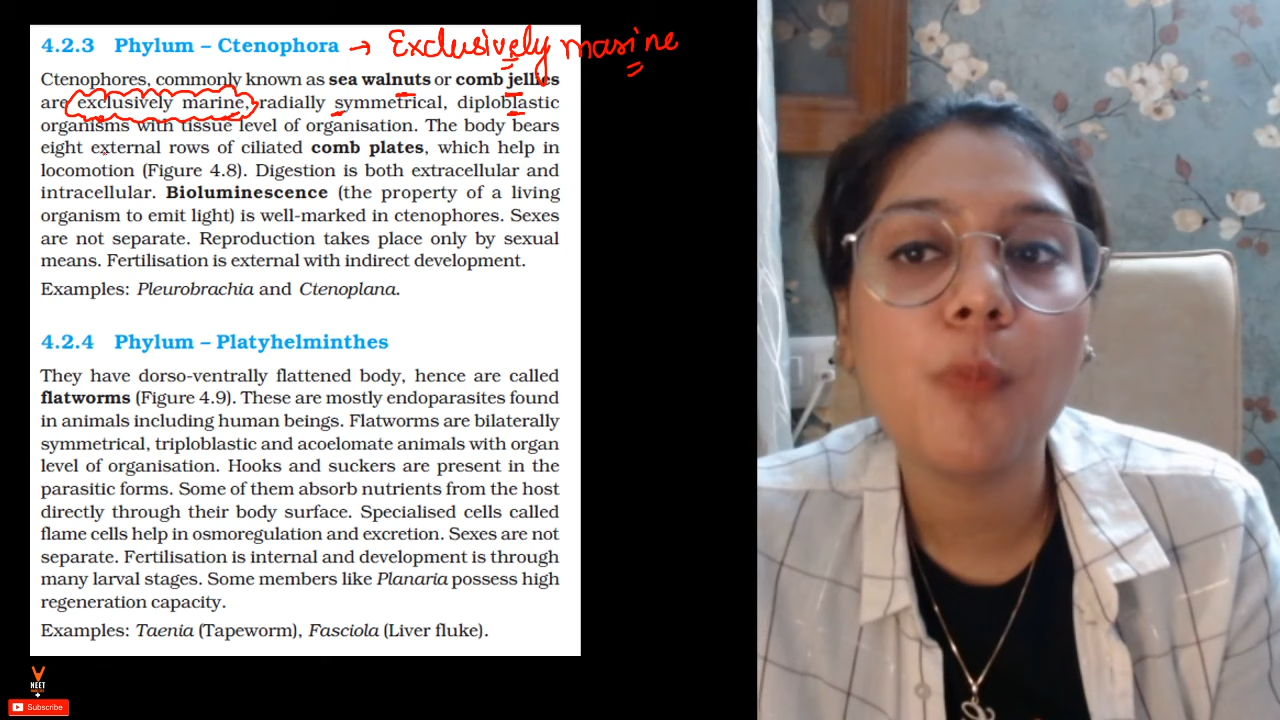 4.2.3 Phylum – Ctenophora → Exclusively marine
Ctenophores, commonly known as sea walnuts or comb jellies
are exclusively marine, radially symmetrical, diploblastic
organisms with tissue level of organisation. The body bears
eight external rows of ciliated comb plates, which help in
locomotion (Figure 4.8). Digestion is both extracellular and
intracellular. Bioluminescence (the property of a living
organism to emit light) is well-marked in ctenophores. Sexes
are not separate. Reproduction takes place only by sexual
means. Fertilisation is external with indirect development.
Examples: Pleurobrachia and Ctenoplana.
4.2.4 Phylum – Platyhelminthes
They have dorso-ventrally flattened body, hence are called
flatworms (Figure 4.9). These are mostly endoparasites found
in animals including human beings. Flatworms are bilaterally
symmetrical, triploblastic and acoelomate animals with organ
level of organisation. Hooks and suckers are present in the
parasitic forms. Some of them absorb nutrients from the host
directly through their body surface. Specialised cells called
flame cells help in osmoregulation and excretion. Sexes are not
separate. Fertilisation is internal and development is through
many larval stages. Some members like Planaria possess high
regeneration capacity.
Examples: Taenia (Tapeworm), Fasciola (Liver fluke).
NEET
Subscribe